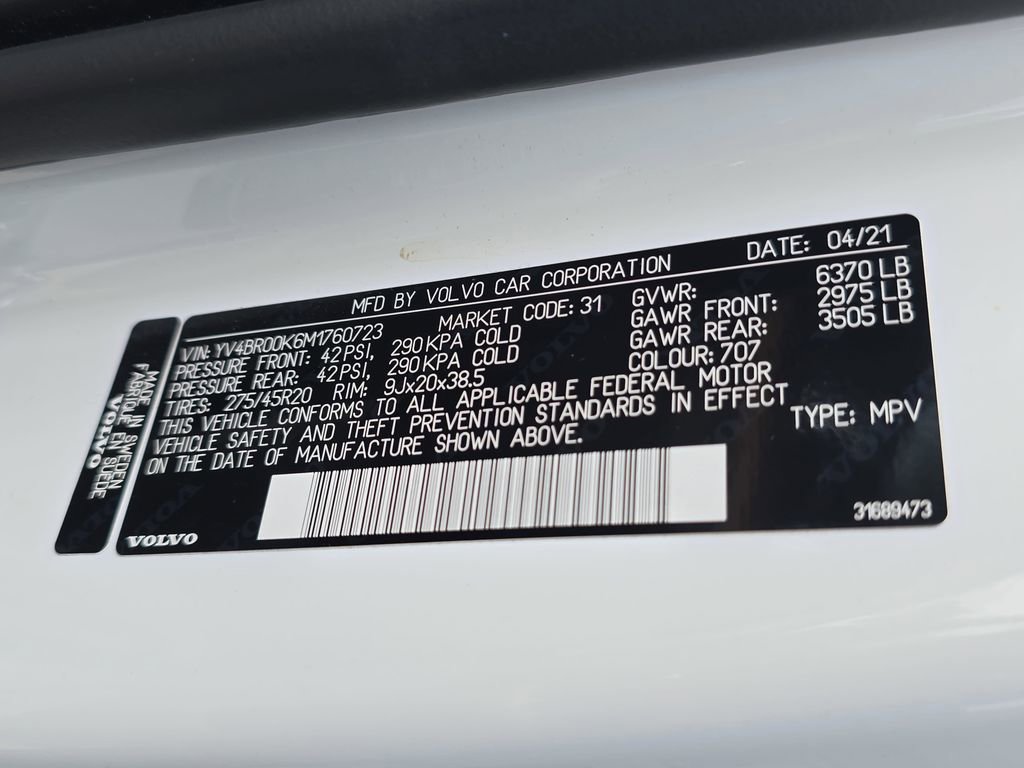 MFD BY VOLVO CAR CORPORATION DATE: 04/21
VIN: YV4BR00K6M1760723 MARKET CODE: 31 GVWR: 6370 LB
PRESSURE FRONT: 42 PSI, 290 KPA COLD GAWR FRONT: 2975 LB
PRESSURE REAR: 42 PSI, 290 KPA COLD GAWR REAR: 3505 LB
TIRES: 275/45R20 RIM: 9Jx20x38.5 COLOUR: 707
THIS VEHICLE CONFORMS TO ALL APPLICABLE FEDERAL MOTOR
VEHICLE SAFETY AND THEFT PREVENTION STANDARDS IN EFFECT
ON THE DATE OF MANUFACTURE SHOWN ABOVE. TYPE: MPV
VOLVO
31689473
MADE IN SWEDEN
FABRIQUE EN SUEDE
VOLVO